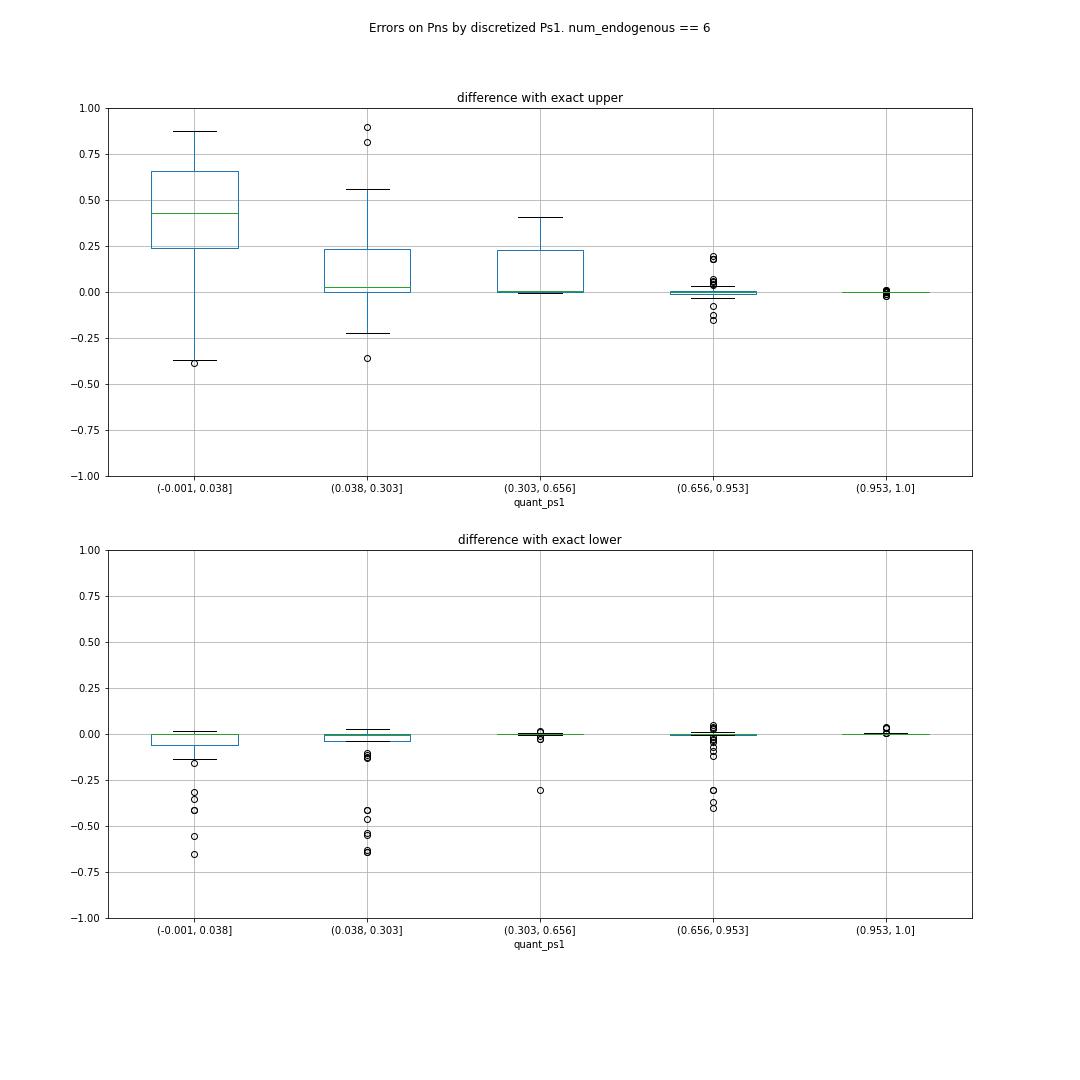 Errors on Pns by discretized Ps1. num_endogenous == 6
difference with exact upper
1.00
0.75
0.50
0.25
0.00
−0.25
−0.50
−0.75
−1.00
(-0.001, 0.038] (0.038, 0.303] (0.303, 0.656] (0.656, 0.953] (0.953, 1.0]
quant_ps1
difference with exact lower
1.00
0.75
0.50
0.25
0.00
−0.25
−0.50
−0.75
−1.00
(-0.001, 0.038] (0.038, 0.303] (0.303, 0.656] (0.656, 0.953] (0.953, 1.0]
quant_ps1